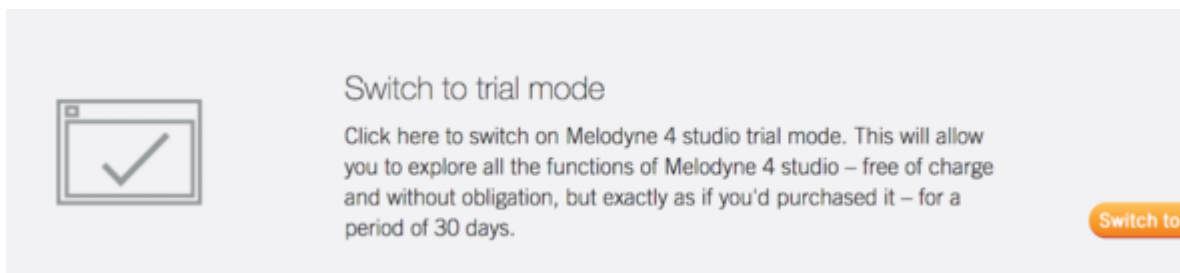 Switch to trial mode
Click here to switch on Melodyne 4 studio trial mode. This will allow
you to explore all the functions of Melodyne 4 studio – free of charge
and without obligation, but exactly as if you'd purchased it – for a
period of 30 days.
Switch to